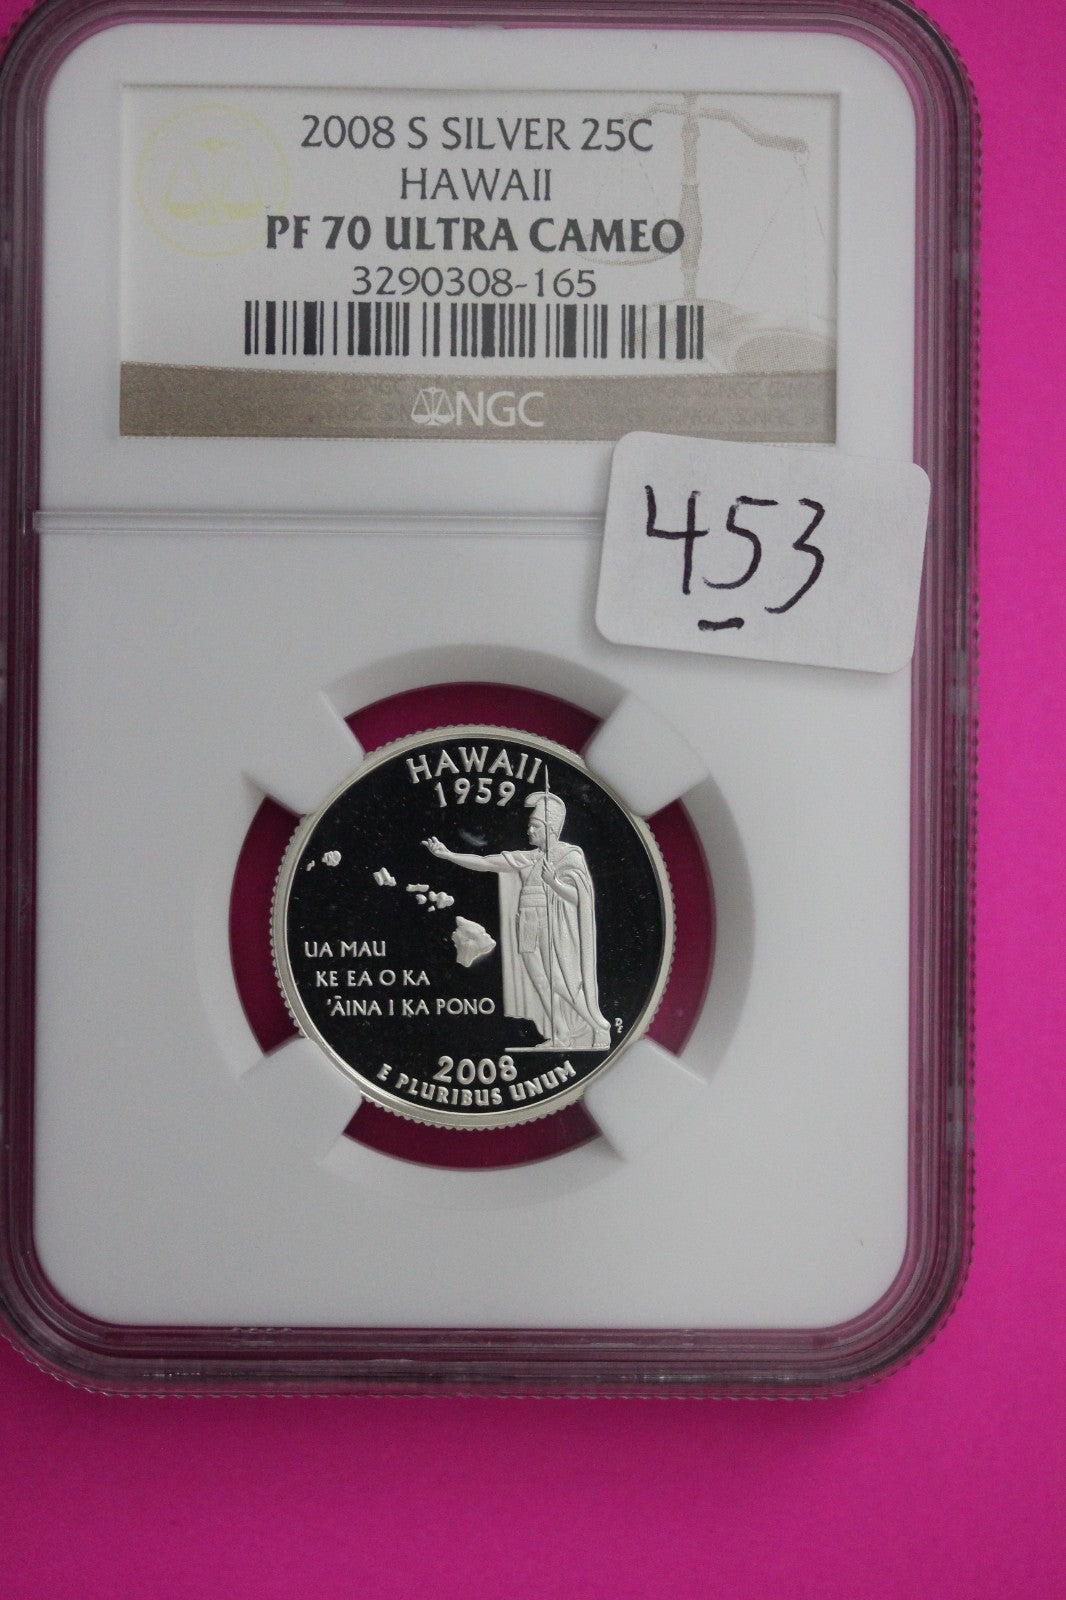 2008 S SILVER 25C
HAWAII
PF 70 ULTRA CAMEO
3290308-165
NGC
453
HAWAII
1959
UA MAU
KE EA O KA
ʻĀINA I KA PONO
2008
E PLURIBUS UNUM